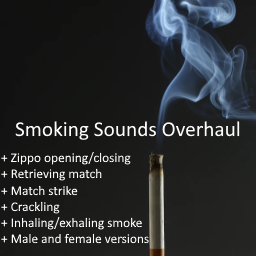 Smoking Sounds Overhaul
+ Zippo opening/closing
+ Retrieving match
+ Match strike
+ Crackling
+ Inhaling/exhaling smoke
+ Male and female versions